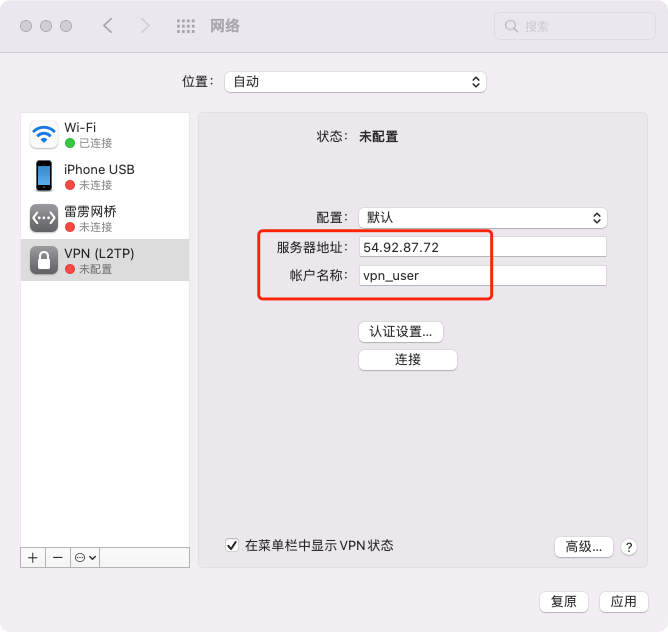 网络
搜索
位置： 自动
Wi-Fi
已连接
iPhone USB
未连接
雷雳网桥
未连接
VPN (L2TP)
未配置
状态： 未配置
配置： 默认
服务器地址： 54.92.87.72
帐户名称： vpn_user
认证设置...
连接
在菜单栏中显示 VPN 状态
高级... ?
复原 应用